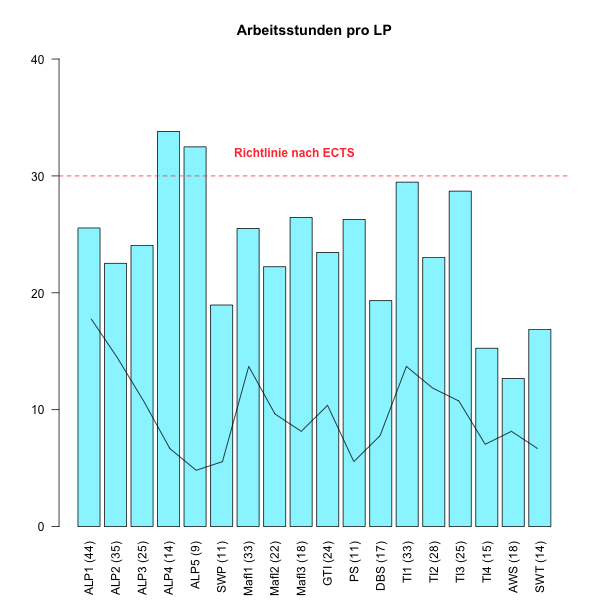 Arbeitsstunden pro LP
40
30
20
10
0
Richtlinie nach ECTS
ALP1 (44)
ALP2 (35)
ALP3 (25)
ALP4 (14)
ALP5 (9)
SWP (11)
MafI1 (33)
MafI2 (22)
MafI3 (18)
GTI (24)
PS (11)
DBS (17)
TI1 (33)
TI2 (28)
TI3 (25)
TI4 (15)
AWS (18)
SWT (14)